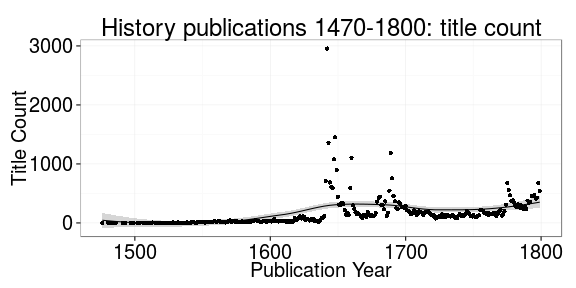 History publications 1470-1800: title count
Title Count
3000
2000
1000
0
1500 1600 1700 1800
Publication Year